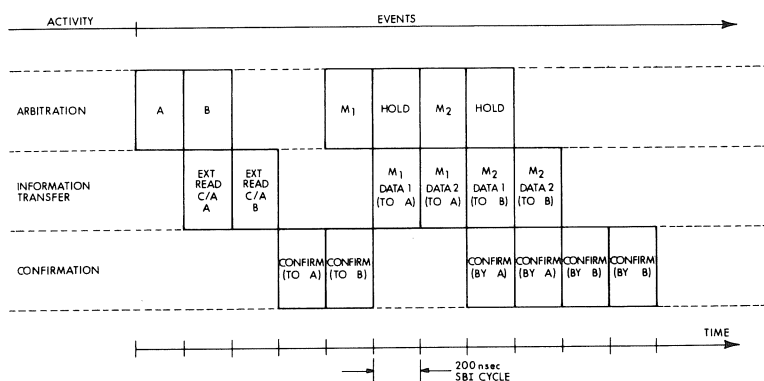 ACTIVITY EVENTS
ARBITRATION
A
B
M1
HOLD
M2
HOLD
INFORMATION
TRANSFER
EXT
READ
C/A
A
EXT
READ
C/A
B
M1
DATA 1
(TO A)
M1
DATA 2
(TO A)
M2
DATA 1
(TO B)
M2
DATA 2
(TO B)
CONFIRMATION
CONFIRM
(TO A)
CONFIRM
(TO B)
CONFIRM
(BY A)
CONFIRM
(BY A)
CONFIRM
(BY B)
CONFIRM
(BY B)
TIME
200 nsec
SBI CYCLE